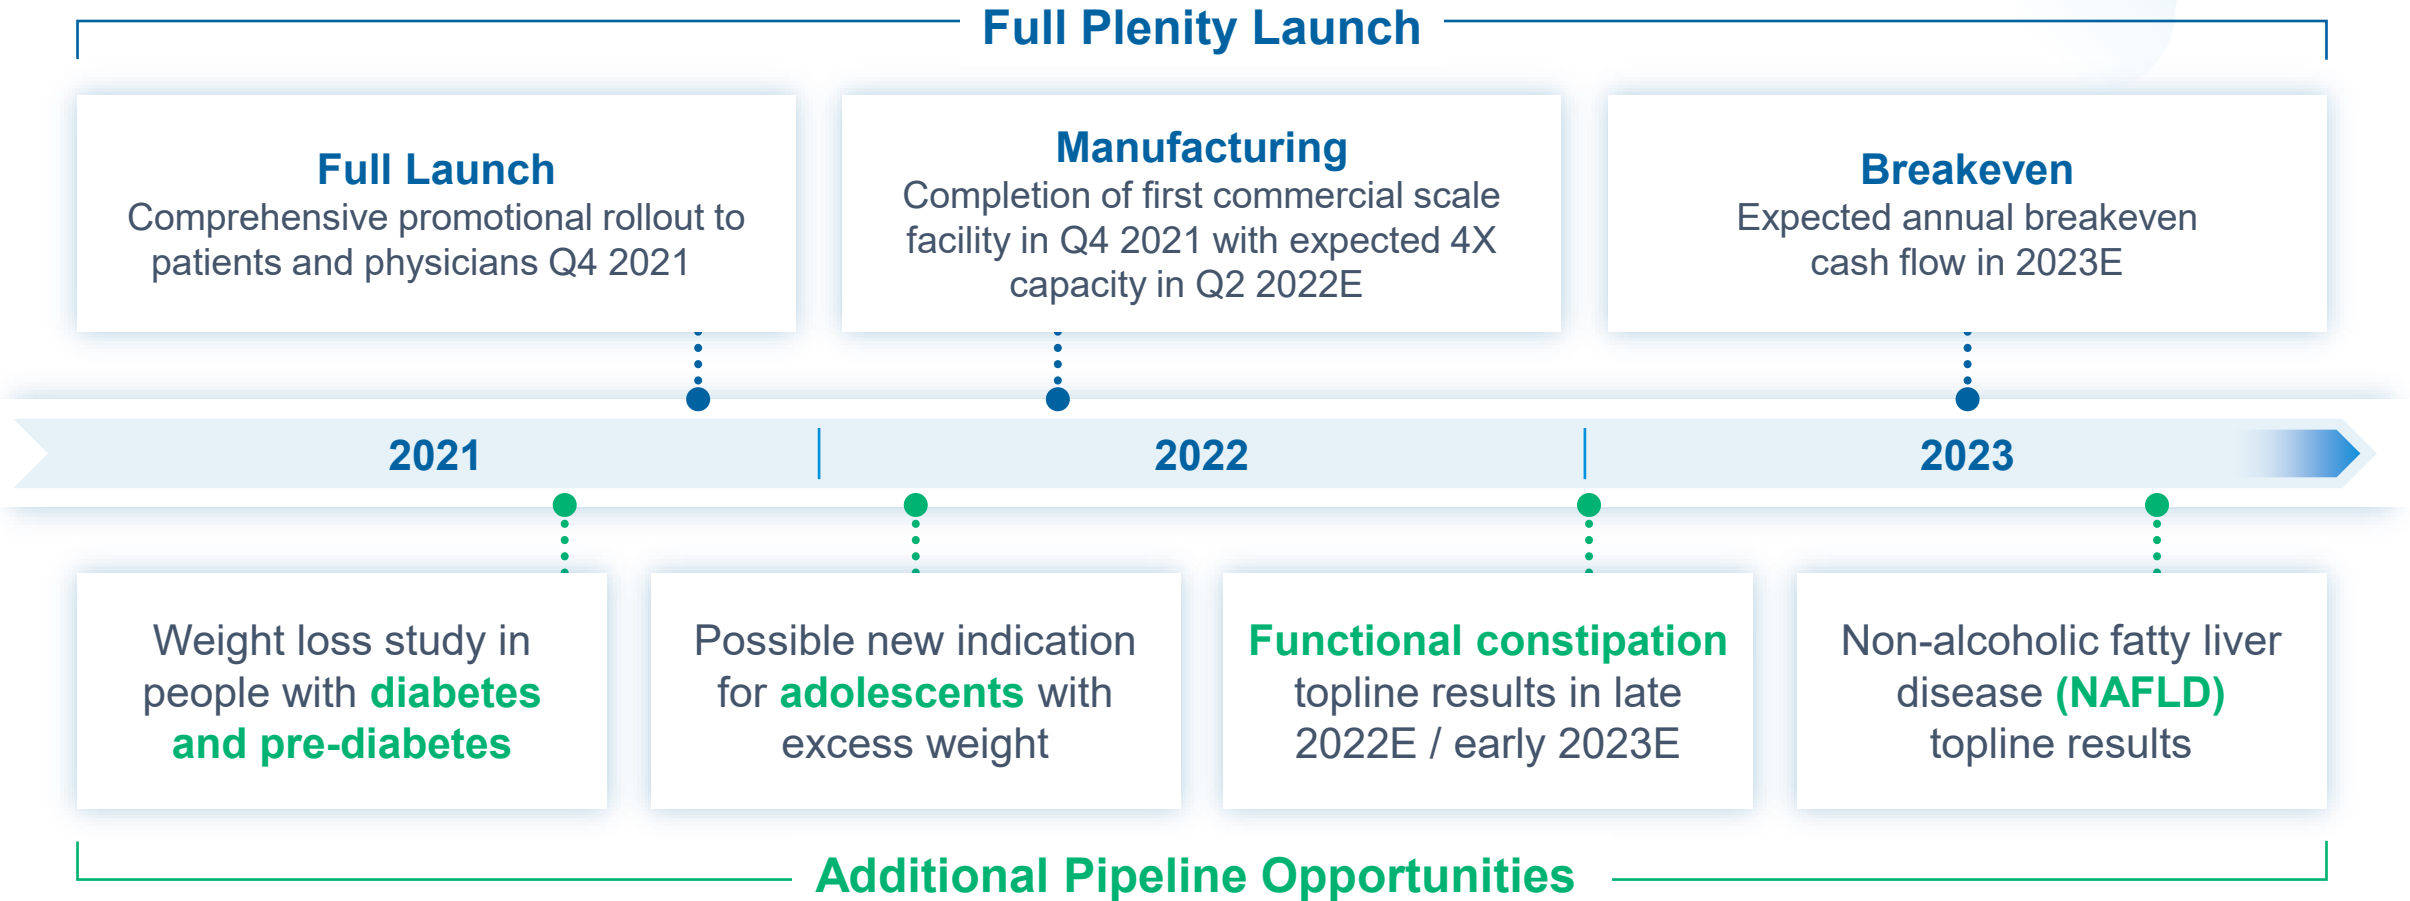 Full Plenity Launch
Full Launch
Comprehensive promotional rollout to
patients and physicians Q4 2021
Manufacturing
Completion of first commercial scale
facility in Q4 2021 with expected 4X
capacity in Q2 2022E
Breakeven
Expected annual breakeven
cash flow in 2023E
2021
2022
2023
Weight loss study in
people with diabetes
and pre-diabetes
Possible new indication
for adolescents with
excess weight
Functional constipation
topline results in late
2022E / early 2023E
Non-alcoholic fatty liver
disease (NAFLD)
topline results
Additional Pipeline Opportunities